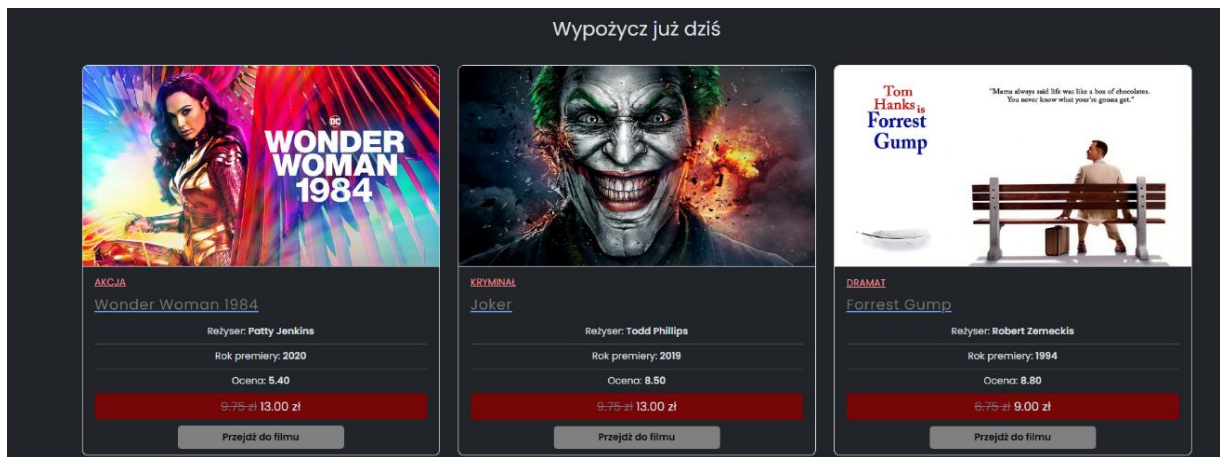 Wypożycz już dziś
DC
WONDER
WOMAN
1984
AKCJA
Wonder Woman 1984
Reżyser: Patty Jenkins
Rok premiery: 2020
Ocena: 5.40
9.75 zł 13.00 zł
Przejdź do filmu
KRYMINAŁ
Joker
Reżyser: Todd Phillips
Rok premiery: 2019
Ocena: 8.50
9.75 zł 13.00 zł
Przejdź do filmu
Tom
Hanks is
Forrest
Gump
"Mama always said life was like a box of chocolates.
You never know what your're gonna get."
DRAMAT
Forrest Gump
Reżyser: Robert Zemeckis
Rok premiery: 1994
Ocena: 8.80
6.75 zł 9.00 zł
Przejdź do filmu